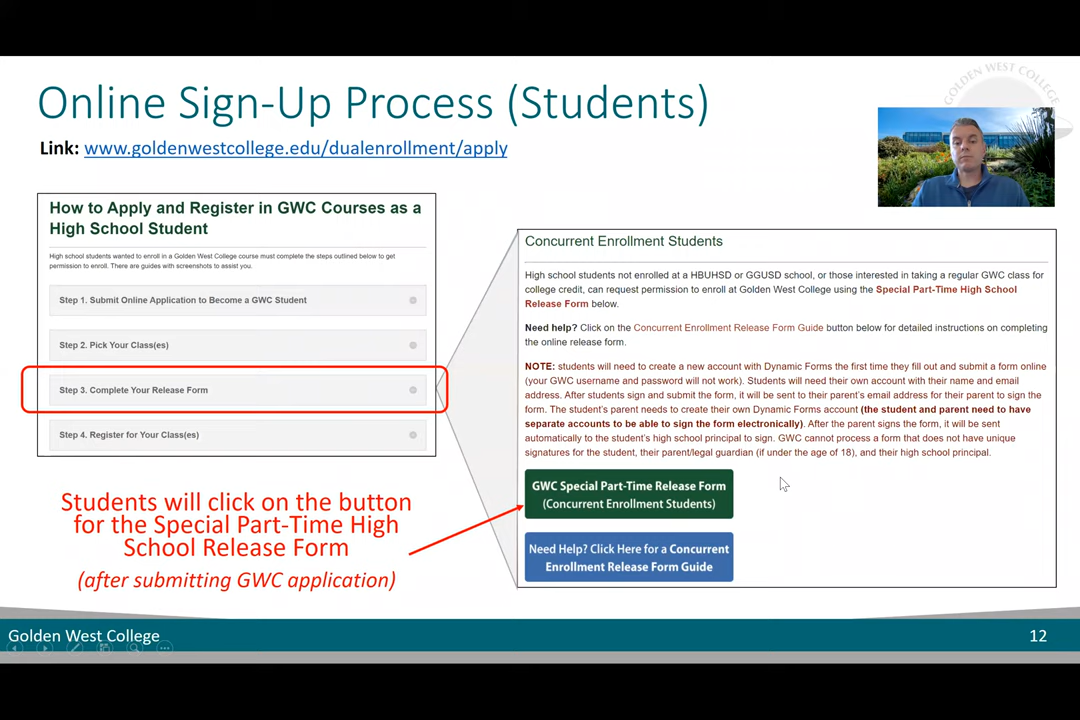 Online Sign-Up Process (Students)
GOLDEN WEST COLLEGE
Link: www.goldenwestcollege.edu/dualenrollment/apply
How to Apply and Register in GWC Courses as a
High School Student
High school students wanted to enroll in a Golden West College course must complete the steps outlined below to get
permission to enroll. There are guides with screenshots to assist you.
Step 1. Submit Online Application to Become a GWC Student
Step 2. Pick Your Class(es)
Step 3. Complete Your Release Form
Step 4. Register for Your Class(es)
Students will click on the button
for the Special Part-Time High
School Release Form
(after submitting GWC application)
Concurrent Enrollment Students
High school students not enrolled at a HBUHSD or GGUSD school, or those interested in taking a regular GWC class for
college credit, can request permission to enroll at Golden West College using the Special Part-Time High School
Release Form below.
Need help? Click on the Concurrent Enrollment Release Form Guide button below for detailed instructions on completing
the online release form.
NOTE: students will need to create a new account with Dynamic Forms the first time they fill out and submit a form online
(your GWC username and password will not work). Students will need their own account with their name and email
address. After students sign and submit the form, it will be sent to their parent's email address for their parent to sign the
form. The student's parent needs to create their own Dynamic Forms account (the student and parent need to have
separate accounts to be able to sign the form electronically). After the parent signs the form, it will be sent
automatically to the student's high school principal to sign. GWC cannot process a form that does not have unique
signatures for the student, their parent/legal guardian (if under the age of 18), and their high school principal.
GWC Special Part-Time Release Form
(Concurrent Enrollment Students)
Need Help? Click Here for a Concurrent
Enrollment Release Form Guide
Golden West College
12